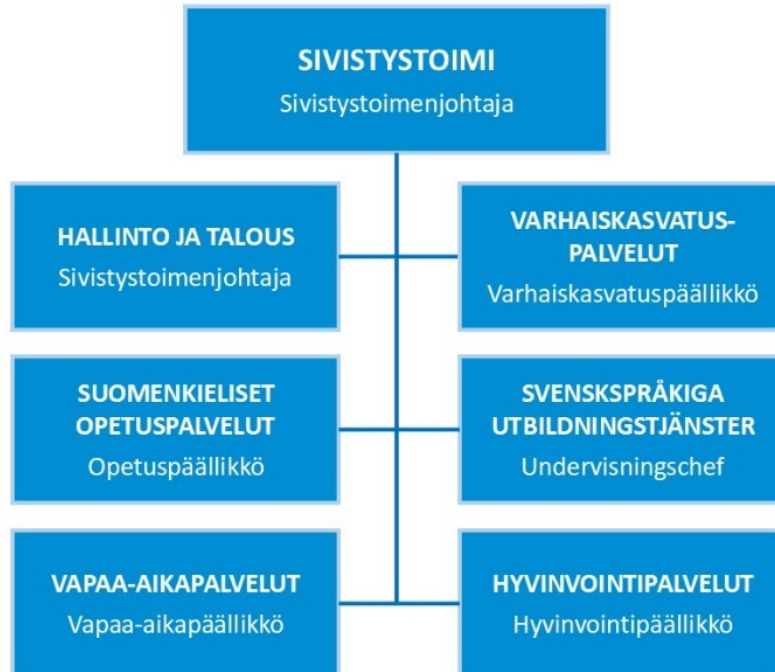 SIVISTYSTOIMI
Sivistystoimenjohtaja
HALLINTO JA TALOUS
Sivistystoimenjohtaja
VARHAISKASVATUS-
PALVELUT
Varhaiskasvatuspäällikkö
SUOMENKIELISET
OPETUSPALVELUT
Opetuspäällikkö
SVENSKSPRÅKIGA
UTBILDNINGSTJÄNSTER
Undervisningschef
VAPAA-AIKAPALVELUT
Vapaa-aikapäällikkö
HYVINVOINTIPALVELUT
Hyvinvointipäällikkö